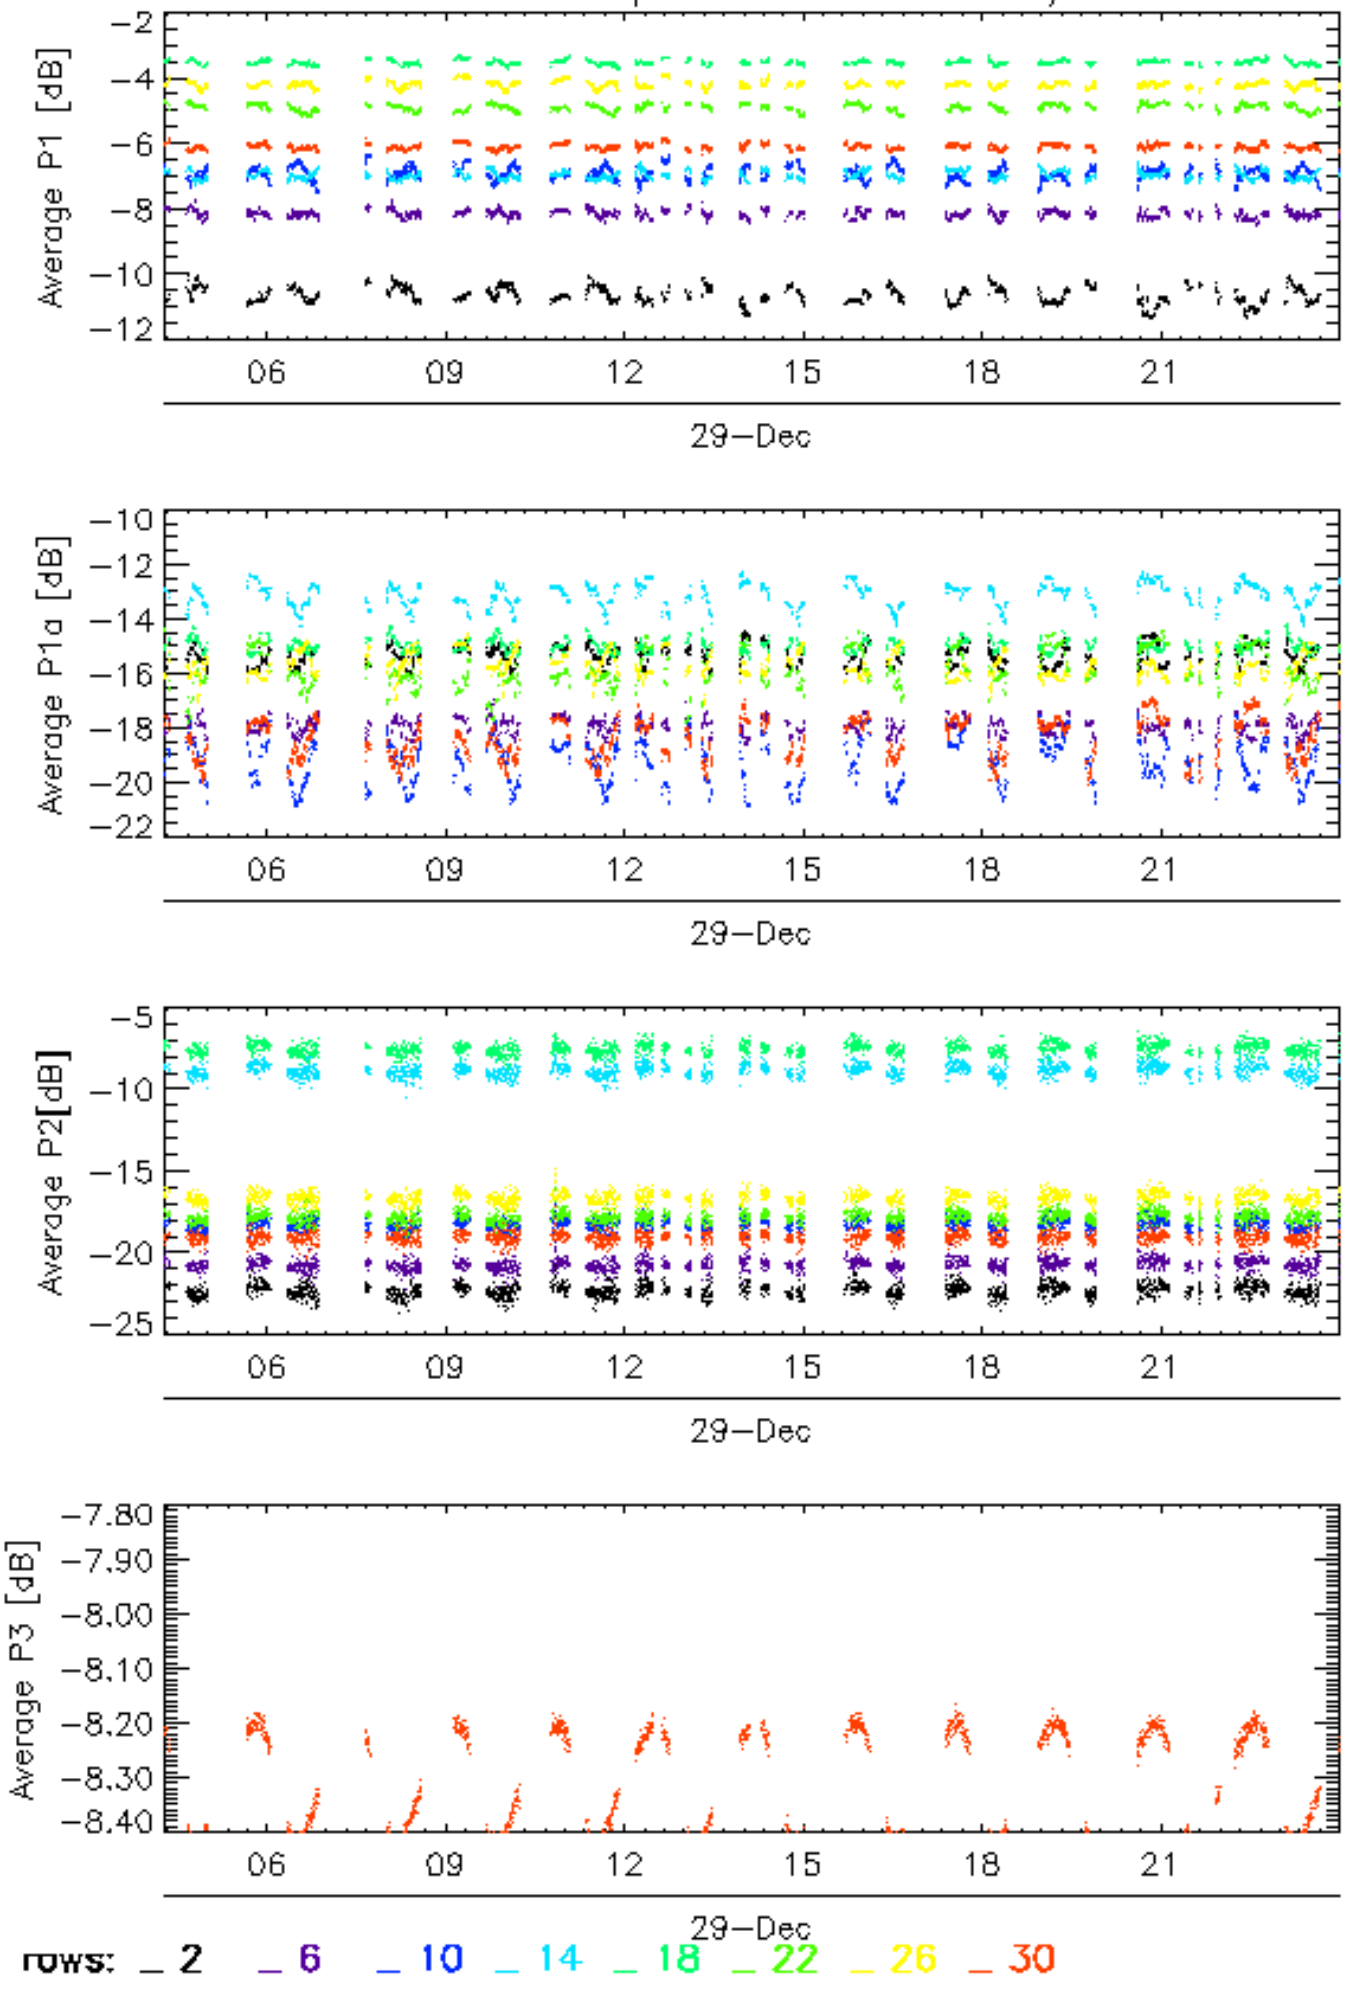 Average P1 [dB]
-2
-4
-6
-8
-10
-12
06 09 12 15 18 21
29-Dec
Average P1a [dB]
-10
-12
-14
-16
-18
-20
-22
06 09 12 15 18 21
29-Dec
Average P2[dB]
-5
-10
-15
-20
-25
06 09 12 15 18 21
29-Dec
Average P3 [dB]
-7.80
-7.90
-8.00
-8.10
-8.20
-8.30
-8.40
06 09 12 15 18 21
29-Dec
rows: _ 2 _ 6 _ 10 _ 14 _ 18 _ 22 _ 26 _ 30